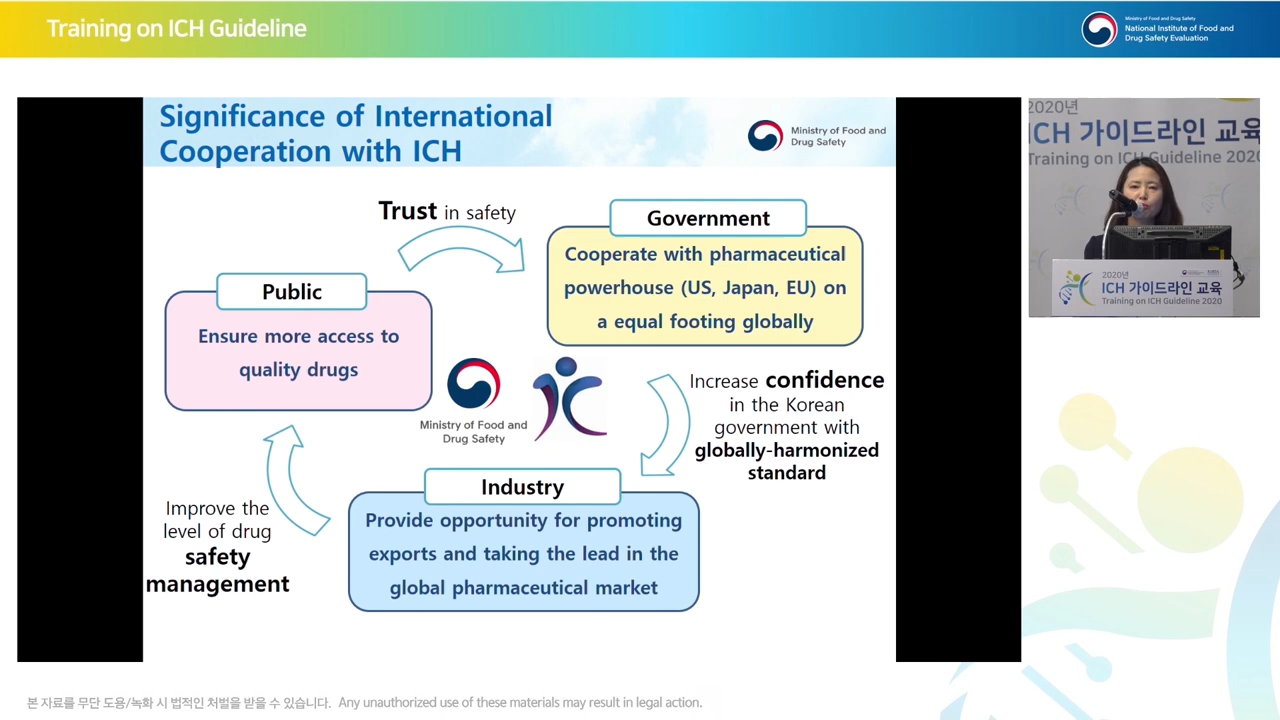 Training on ICH Guideline
Ministry of Food and Drug Safety
National Institute of Food and
Drug Safety Evaluation
Significance of International
Cooperation with ICH
Ministry of Food and
Drug Safety
Trust in safety
Government
Cooperate with pharmaceutical
powerhouse (US, Japan, EU) on
a equal footing globally
Public
Ensure more access to
quality drugs
Ministry of Food and
Drug Safety
Increase confidence
in the Korean
government with
globally-harmonized
standard
Industry
Provide opportunity for promoting
exports and taking the lead in the
global pharmaceutical market
Improve the
level of drug
safety
management
2020년
ICH 가이드라인 교육
Training on ICH Guideline 2020
2020년
ICH 가이드라인 교육
Training on ICH Guideline 2020
본 자료를 무단 도용/녹화 시 법적인 처벌을 받을 수 있습니다. Any unauthorized use of these materials may result in legal action.